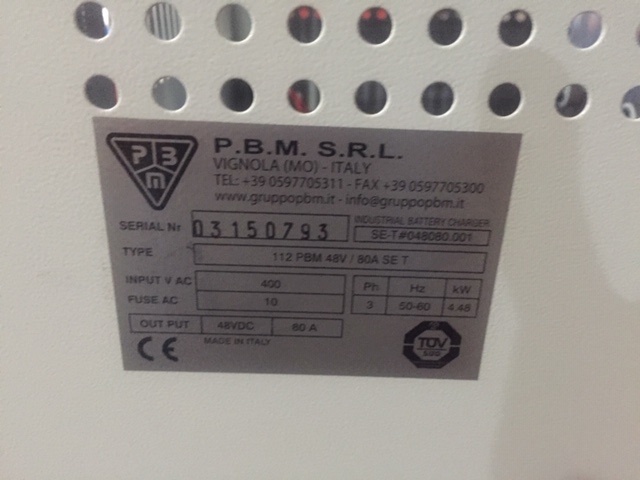 PBM
P.B.M. S.R.L.
VIGNOLA (MO) - ITALY
TEL: +39 0597705311 - FAX +39 0597705300
www.gruppopbm.it - info@gruppopbm.it
SERIAL Nr 03150793 INDUSTRIAL BATTERY CHARGER
SE-T#048080.001
TYPE 112 PBM 48V / 80A SE T
INPUT V AC 400 Ph Hz kW
FUSE AC 10 3 50-60 4.48
OUT PUT 48VDC 80 A
CE MADE IN ITALY TÜV
SUD